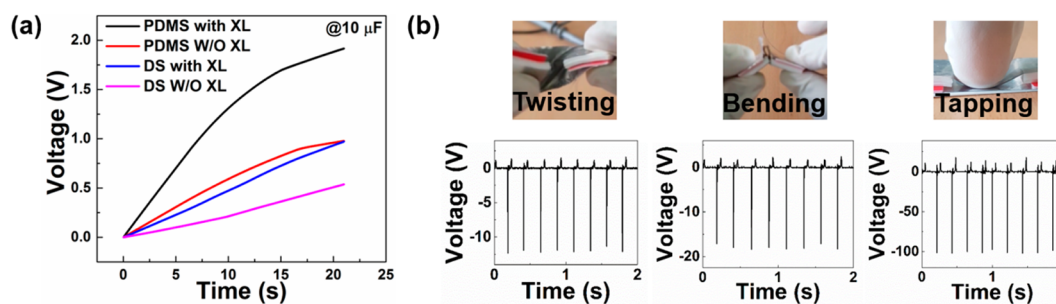 (a)
PDMS with XL
PDMS W/O XL
DS with XL
DS W/O XL
@10 μF
Voltage (V)
2.0
1.5
1.0
0.5
0.0
0 5 10 15 20 25
Time (s)
(b)
Twisting
Bending
Tapping
Voltage (V)
0
-5
-10
0 1 2
Time (s)
Voltage (V)
0
-10
-20
0 1 2
Time (s)
Voltage (V)
0
-50
-100
0 1
Time (s)